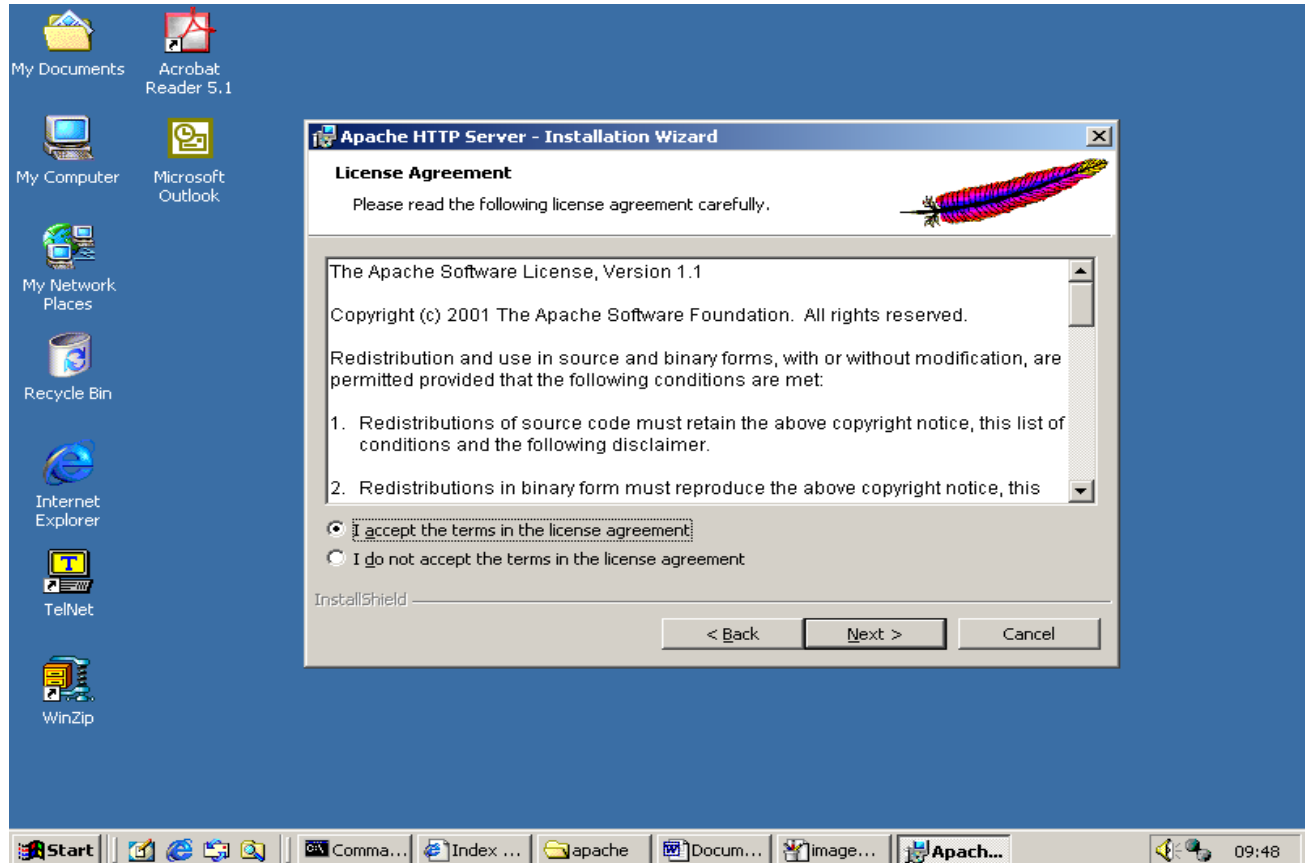 My Documents
Acrobat
Reader 5.1
My Computer
Microsoft
Outlook
My Network
Places
Recycle Bin
Internet
Explorer
TelNet
WinZip
Apache HTTP Server - Installation Wizard
License Agreement
Please read the following license agreement carefully.
The Apache Software License, Version 1.1
Copyright (c) 2001 The Apache Software Foundation. All rights reserved.
Redistribution and use in source and binary forms, with or without modification, are
permitted provided that the following conditions are met:
1. Redistributions of source code must retain the above copyright notice, this list of
conditions and the following disclaimer.
2. Redistributions in binary form must reproduce the above copyright notice, this
I accept the terms in the license agreement
I do not accept the terms in the license agreement
InstallShield
< Back
Next >
Cancel
Start
Comma...
Index ...
apache
Docum...
image...
Apach...
09:48